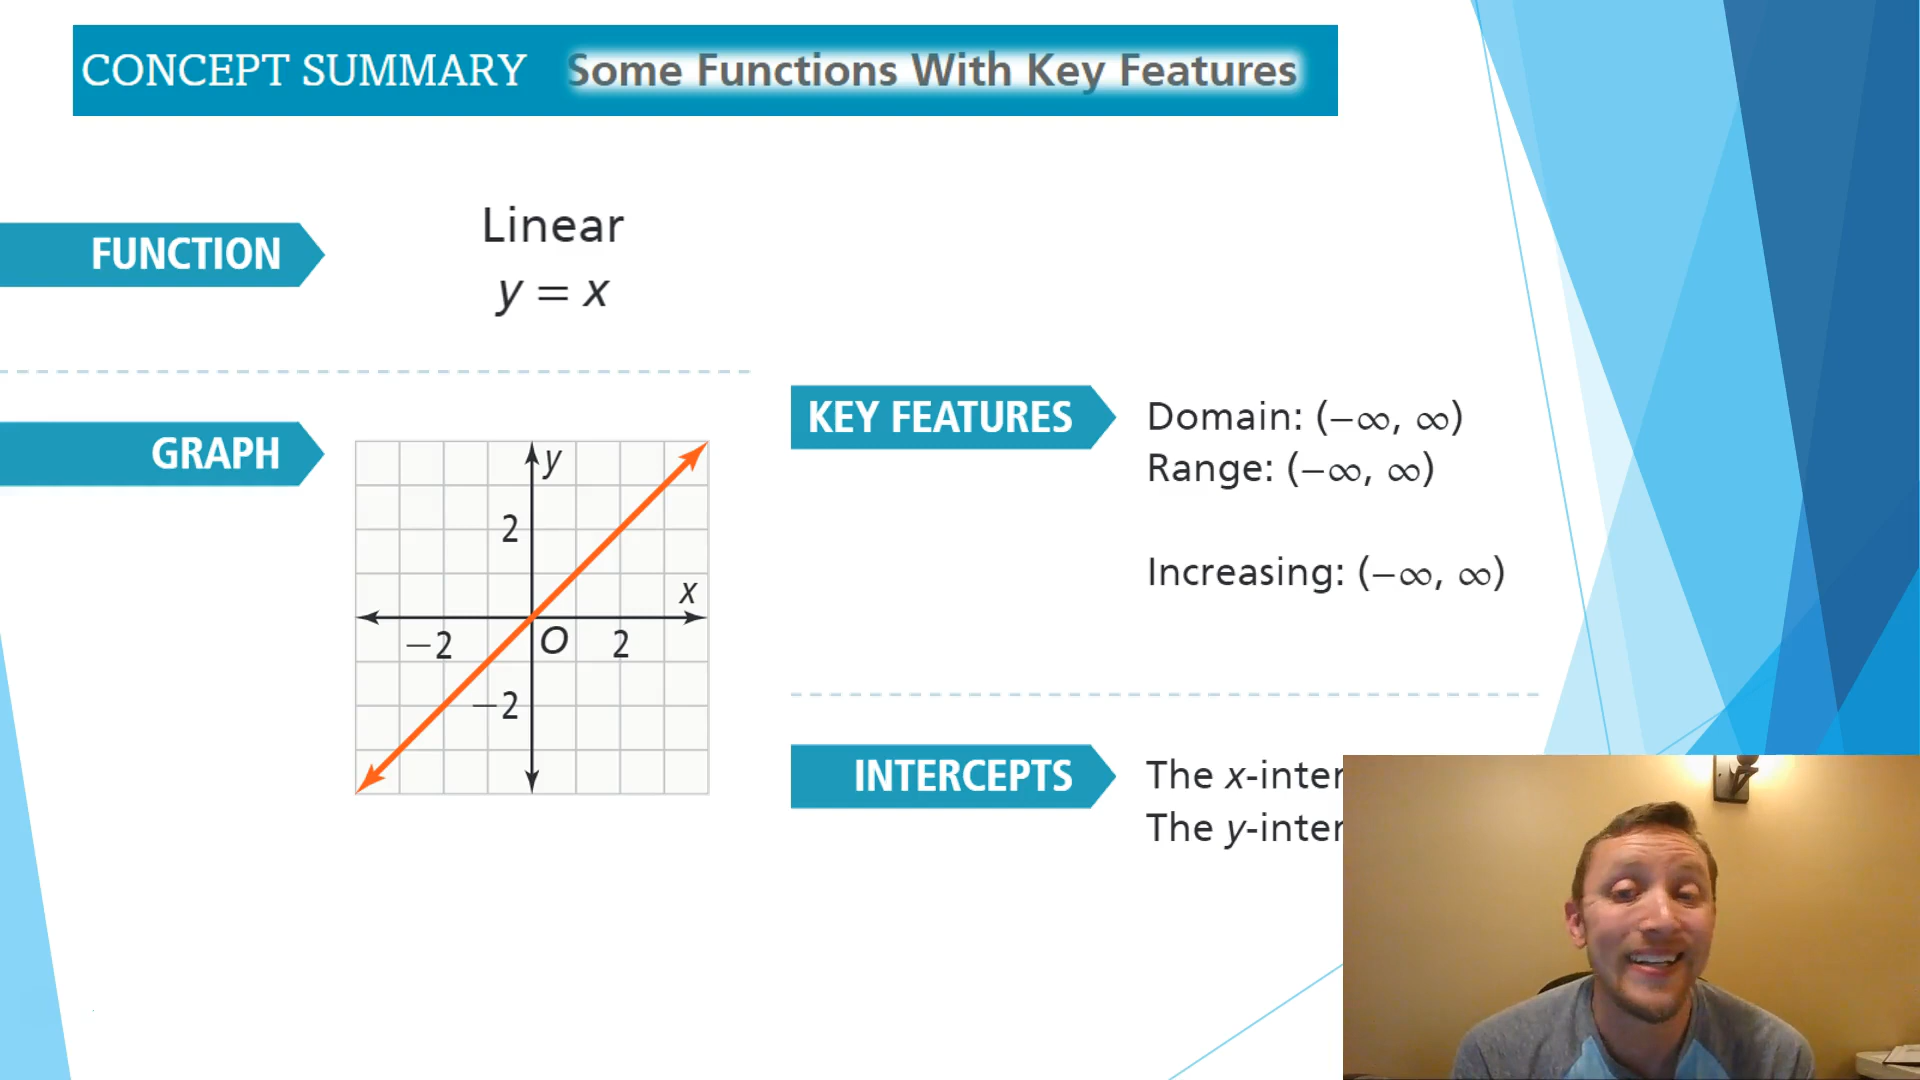 CONCEPT SUMMARY Some Functions With Key Features
FUNCTION
Linear
y = x
GRAPH
y
2
x
−2 O 2
−2
KEY FEATURES
Domain: (−∞, ∞)
Range: (−∞, ∞)
Increasing: (−∞, ∞)
INTERCEPTS
The x-inter
The y-inter